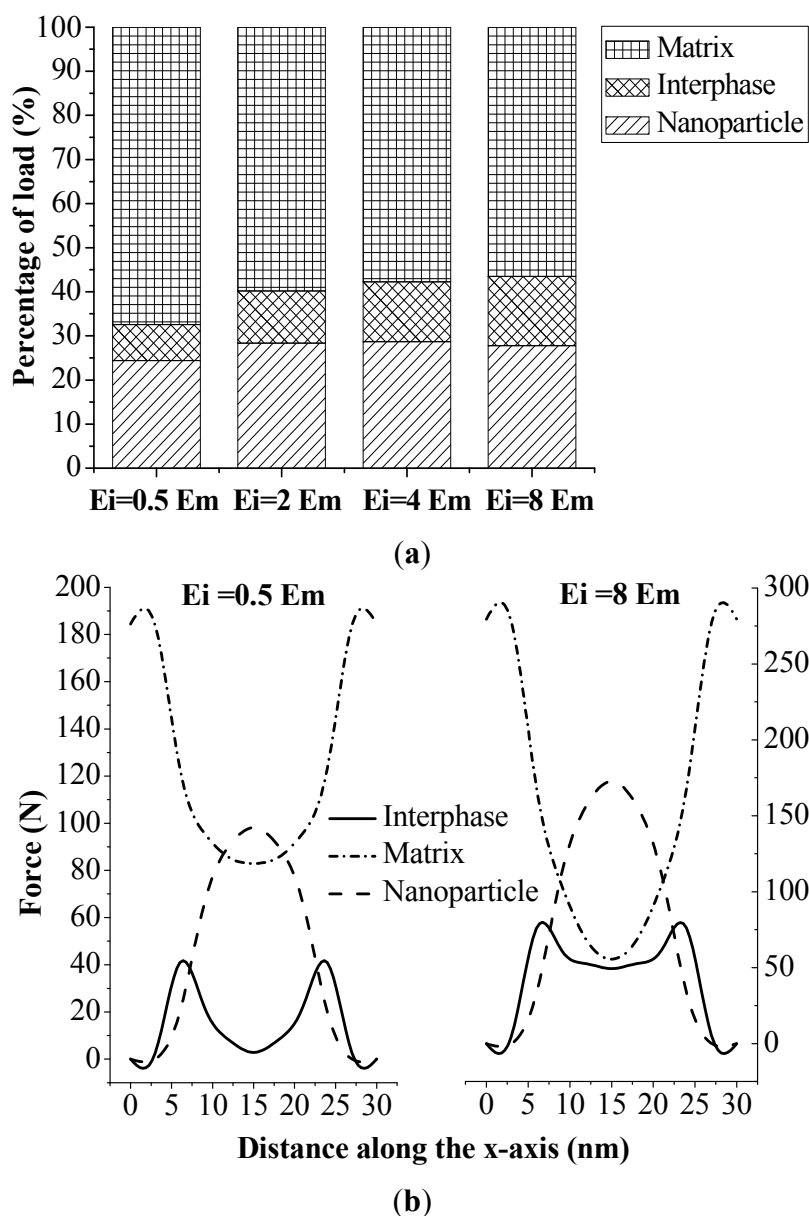 100
90
80
70
60
50
40
30
20
10
0
Percentage of load (%)
Matrix
Interphase
Nanoparticle
Ei=0.5 Em Ei=2 Em Ei=4 Em Ei=8 Em
(a)
Ei =0.5 Em
Ei =8 Em
200
180
160
140
120
100
80
60
40
20
0
Force (N)
Interphase
Matrix
Nanoparticle
300
250
200
150
100
50
0
0 5 10 15 20 25 30
0 5 10 15 20 25 30
Distance along the x-axis (nm)
(b)